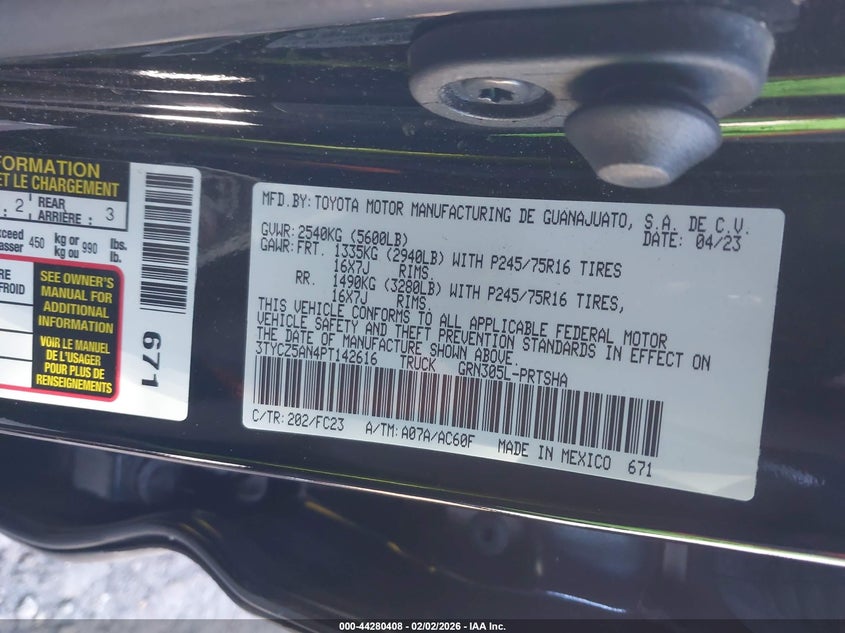 FORMATION
ET LE CHARGEMENT
2 REAR ARRIÈRE : 3
450 kg or kg ou 990 lbs. lb.
SEE OWNER'S
MANUAL FOR
ADDITIONAL
INFORMATION
VOIR LE MANUEL
DE L'USAGER
POUR PLUS DE
RENSEIGNEMENTS
671
MFD.BY: TOYOTA MOTOR MANUFACTURING DE GUANAJUATO, S.A. DE C.V.
DATE: 04/23
GVWR: 2540KG (5600LB)
GAWR: FRT. 1335KG (2940LB) WITH P245/75R16 TIRES
16X7J RIMS.
RR. 1490KG (3280LB) WITH P245/75R16 TIRES,
16X7J RIMS.
THIS VEHICLE CONFORMS TO ALL APPLICABLE FEDERAL MOTOR
VEHICLE SAFETY AND THEFT PREVENTION STANDARDS IN EFFECT ON
THE DATE OF MANUFACTURE SHOWN ABOVE.
3TYC25AN4PT142616 TRUCK GRN305L-PRTSHA
C/TR: 202/FC23 A/TM: A07A/AC60F MADE IN MEXICO 671
000-44280408 - 02/02/2026 - IAA Inc.